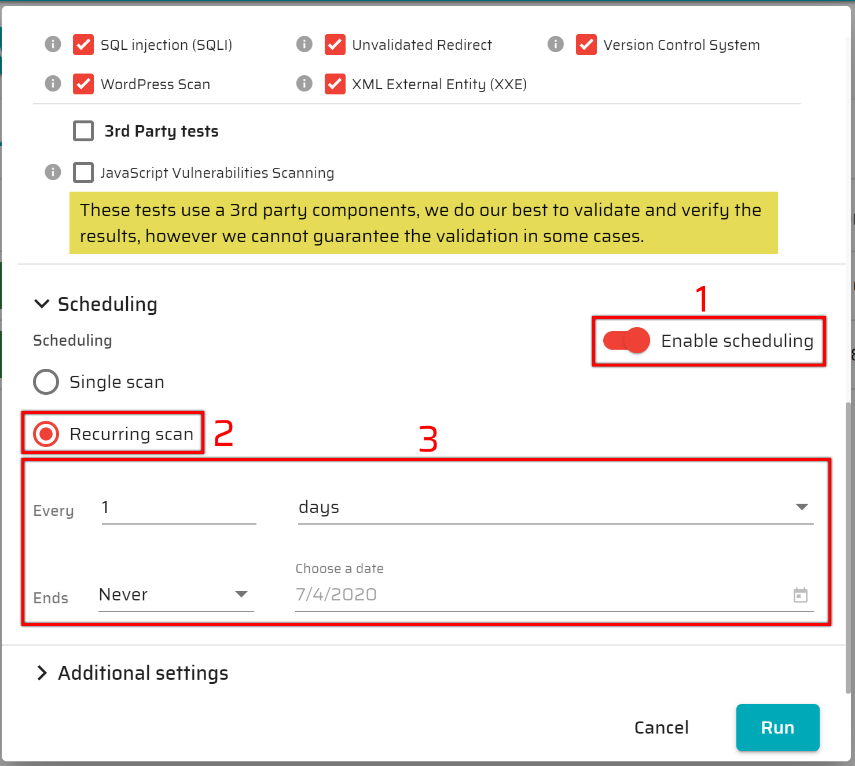 SQL injection (SQLI)
Unvalidated Redirect
Version Control System
WordPress Scan
XML External Entity (XXE)
3rd Party tests
JavaScript Vulnerabilities Scanning
These tests use a 3rd party components, we do our best to validate and verify the
results, however we cannot guarantee the validation in some cases.
Scheduling
1
Scheduling
Enable scheduling
Single scan
Recurring scan
2
3
Every
1
days
Choose a date
Ends
Never
7/4/2020
Additional settings
Cancel
Run